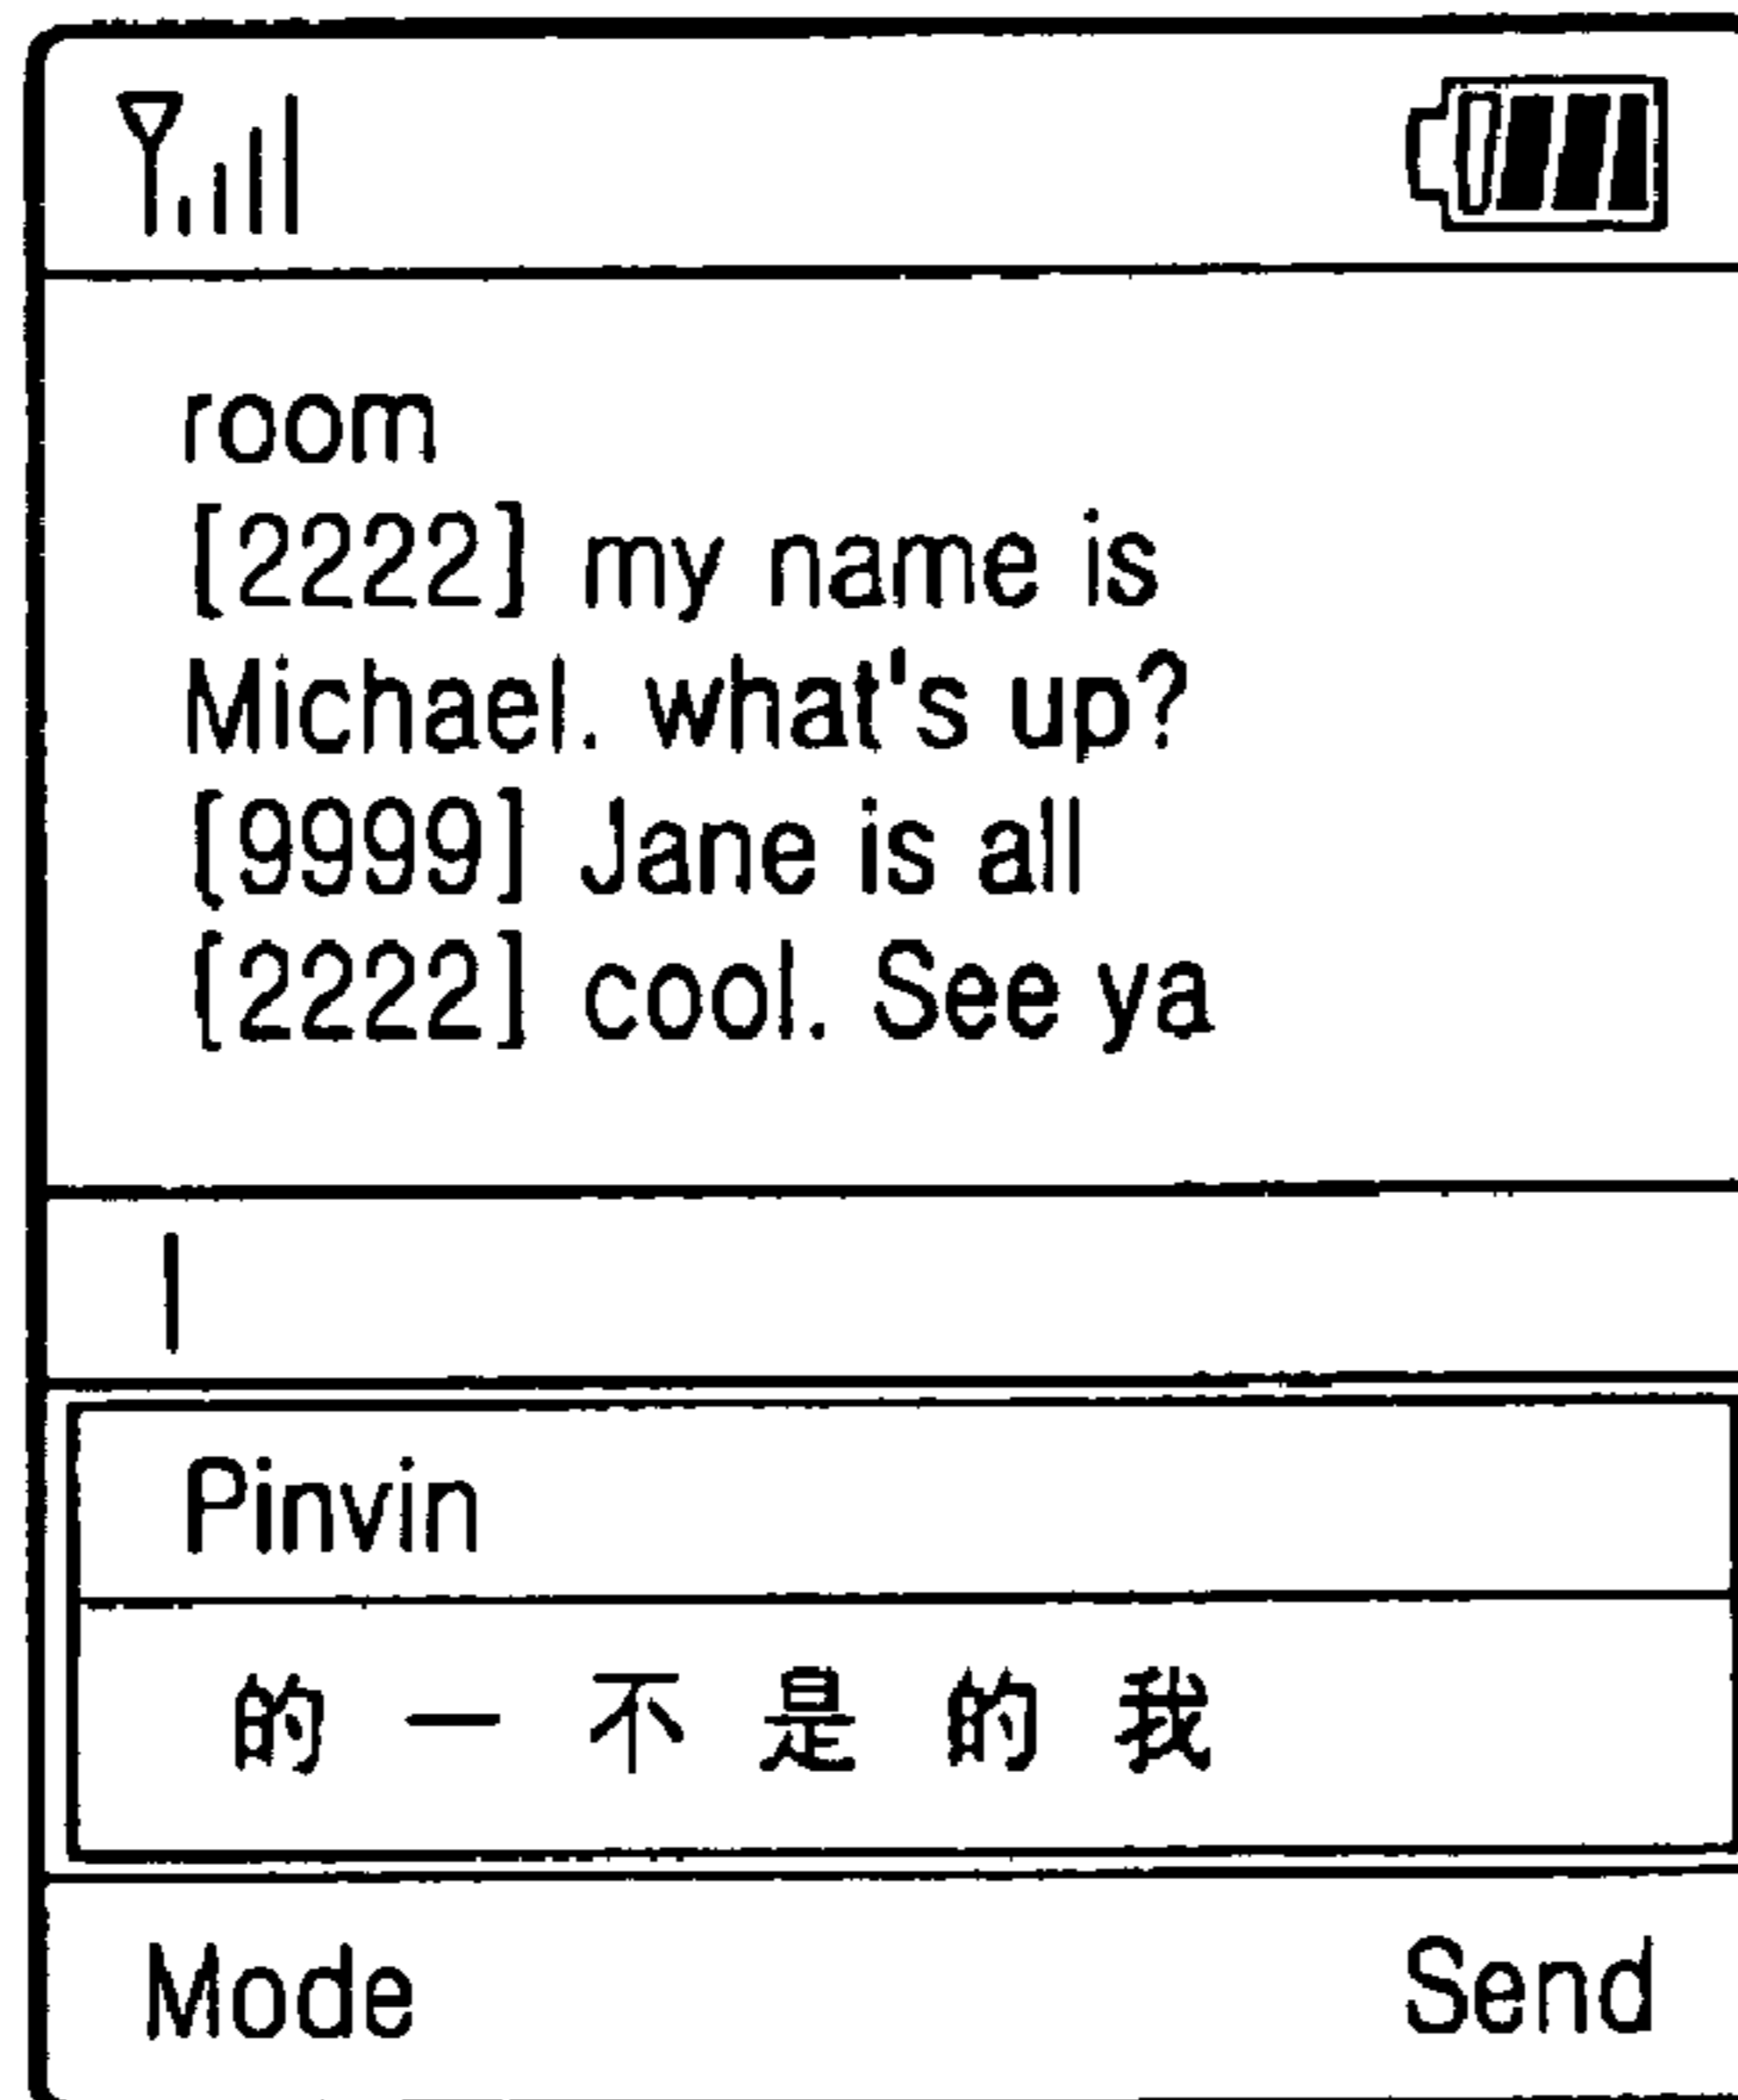 room
[2222] my name is
Michael. what's up?
[9999] Jane is all
[2222] cool. See ya
Pinvin
的 一 不 是 的 我
Mode Send